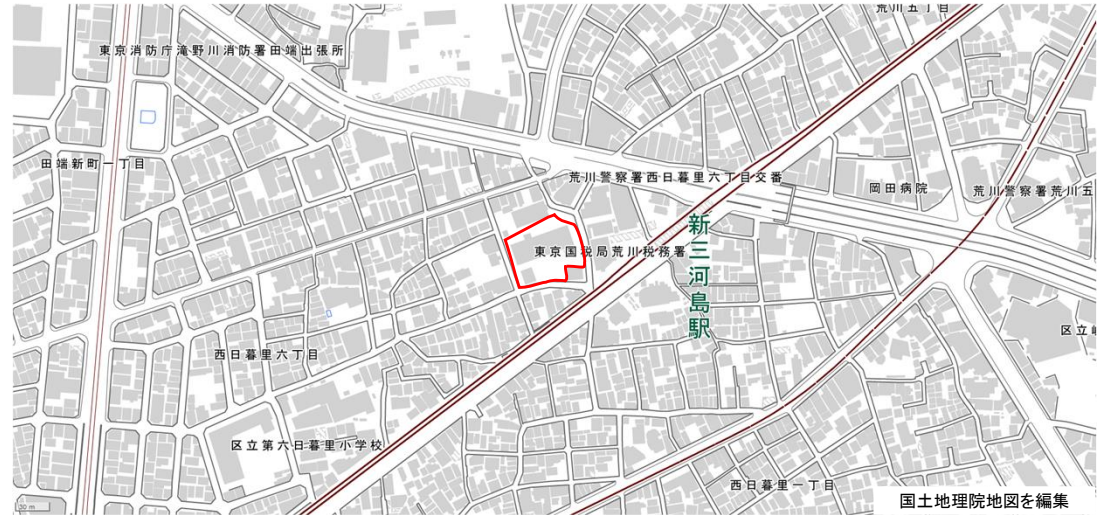 荒川五丁目
東京消防庁滝野川消防署田端出張所
田端新町一丁目
荒川警察署西日暮里六丁目交番
岡田病院
荒川警察署荒川五
東京国税局荒川税務署
新三河島駅
区立
西日暮里六丁目
区立第六日暮里小学校
西日暮里一丁目
国土地理院地図を編集